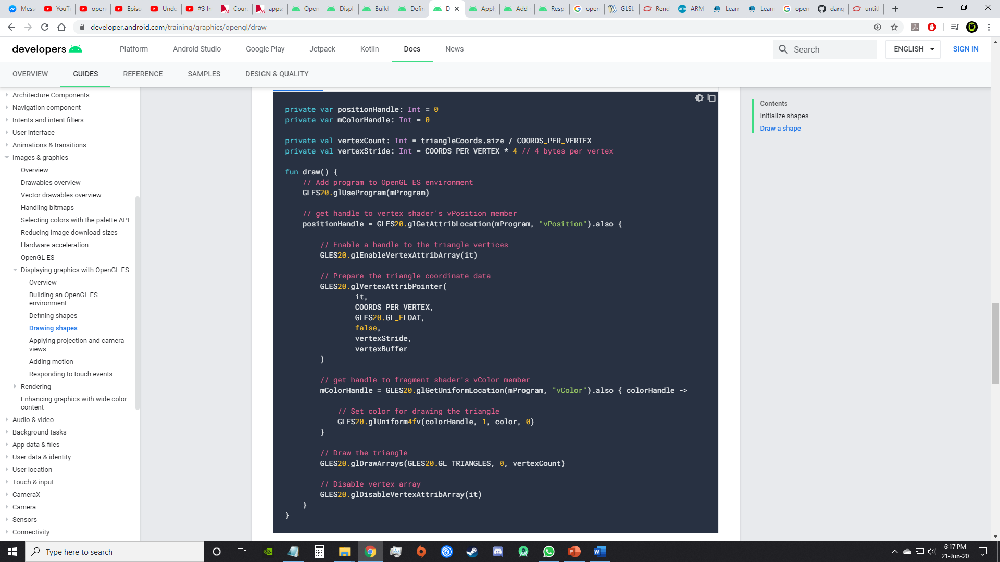 Mess
YouT
open
Episo
Unde
#3 In
Cours
apps
Open
Displ
Build
Defin
D
Apply
Add
Resp
open
GLSL
Rend
ARM
Learn
Learn
open
dang
untit
developer.android.com/training/graphics/opengl/draw
developers
Platform
Android Studio
Google Play
Jetpack
Kotlin
Docs
News
Search
ENGLISH
SIGN IN
OVERVIEW
GUIDES
REFERENCE
SAMPLES
DESIGN & QUALITY
Architecture Components
Navigation component
Intents and intent filters
User interface
Animations & transitions
Images & graphics
Overview
Drawables overview
Vector drawables overview
Handling bitmaps
Selecting colors with the palette API
Reducing image download sizes
Hardware acceleration
OpenGL ES
Displaying graphics with OpenGL ES
Overview
Building an OpenGL ES
environment
Defining shapes
Drawing shapes
Applying projection and camera
views
Adding motion
Responding to touch events
Rendering
Enhancing graphics with wide color
content
Audio & video
Background tasks
App data & files
User data & identity
User location
Touch & input
CameraX
Camera
Sensors
Connectivity
private var positionHandle: Int = 0
private var mColorHandle: Int = 0
private val vertexCount: Int = triangleCoords.size / COORDS_PER_VERTEX
private val vertexStride: Int = COORDS_PER_VERTEX * 4 // 4 bytes per vertex
fun draw() {
// Add program to OpenGL ES environment
GLES20.glUseProgram(mProgram)
// get handle to vertex shader's vPosition member
positionHandle = GLES20.glGetAttribLocation(mProgram, "vPosition").also {
// Enable a handle to the triangle vertices
GLES20.glEnableVertexAttribArray(it)
// Prepare the triangle coordinate data
GLES20.glVertexAttribPointer(
it,
COORDS_PER_VERTEX,
GLES20.GL_FLOAT,
false,
vertexStride,
vertexBuffer
)
// get handle to fragment shader's vColor member
mColorHandle = GLES20.glGetUniformLocation(mProgram, "vColor").also { colorHandle ->
// Set color for drawing the triangle
GLES20.glUniform4fv(colorHandle, 1, color, 0)
}
// Draw the triangle
GLES20.glDrawArrays(GLES20.GL_TRIANGLES, 0, vertexCount)
// Disable vertex array
GLES20.glDisableVertexAttribArray(it)
}
}
Contents
Initialize shapes
Draw a shape
Type here to search
6:17 PM
21-Jun-20